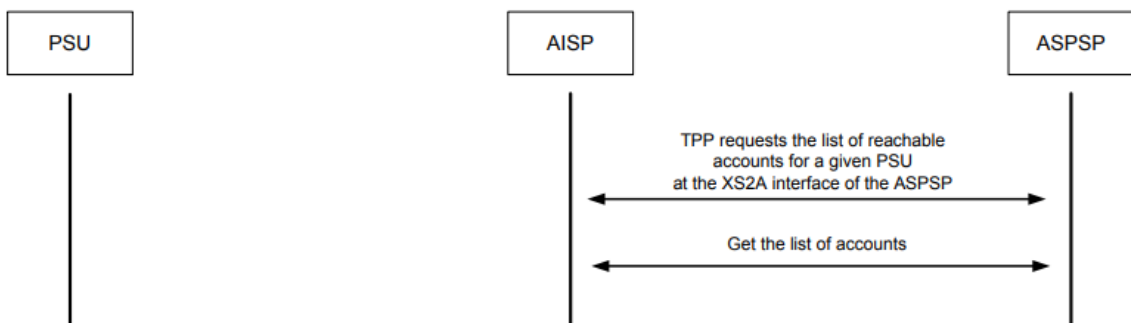 PSU
AISP
ASPSP
TPP requests the list of reachable
accounts for a given PSU
at the XS2A interface of the ASPSP
Get the list of accounts